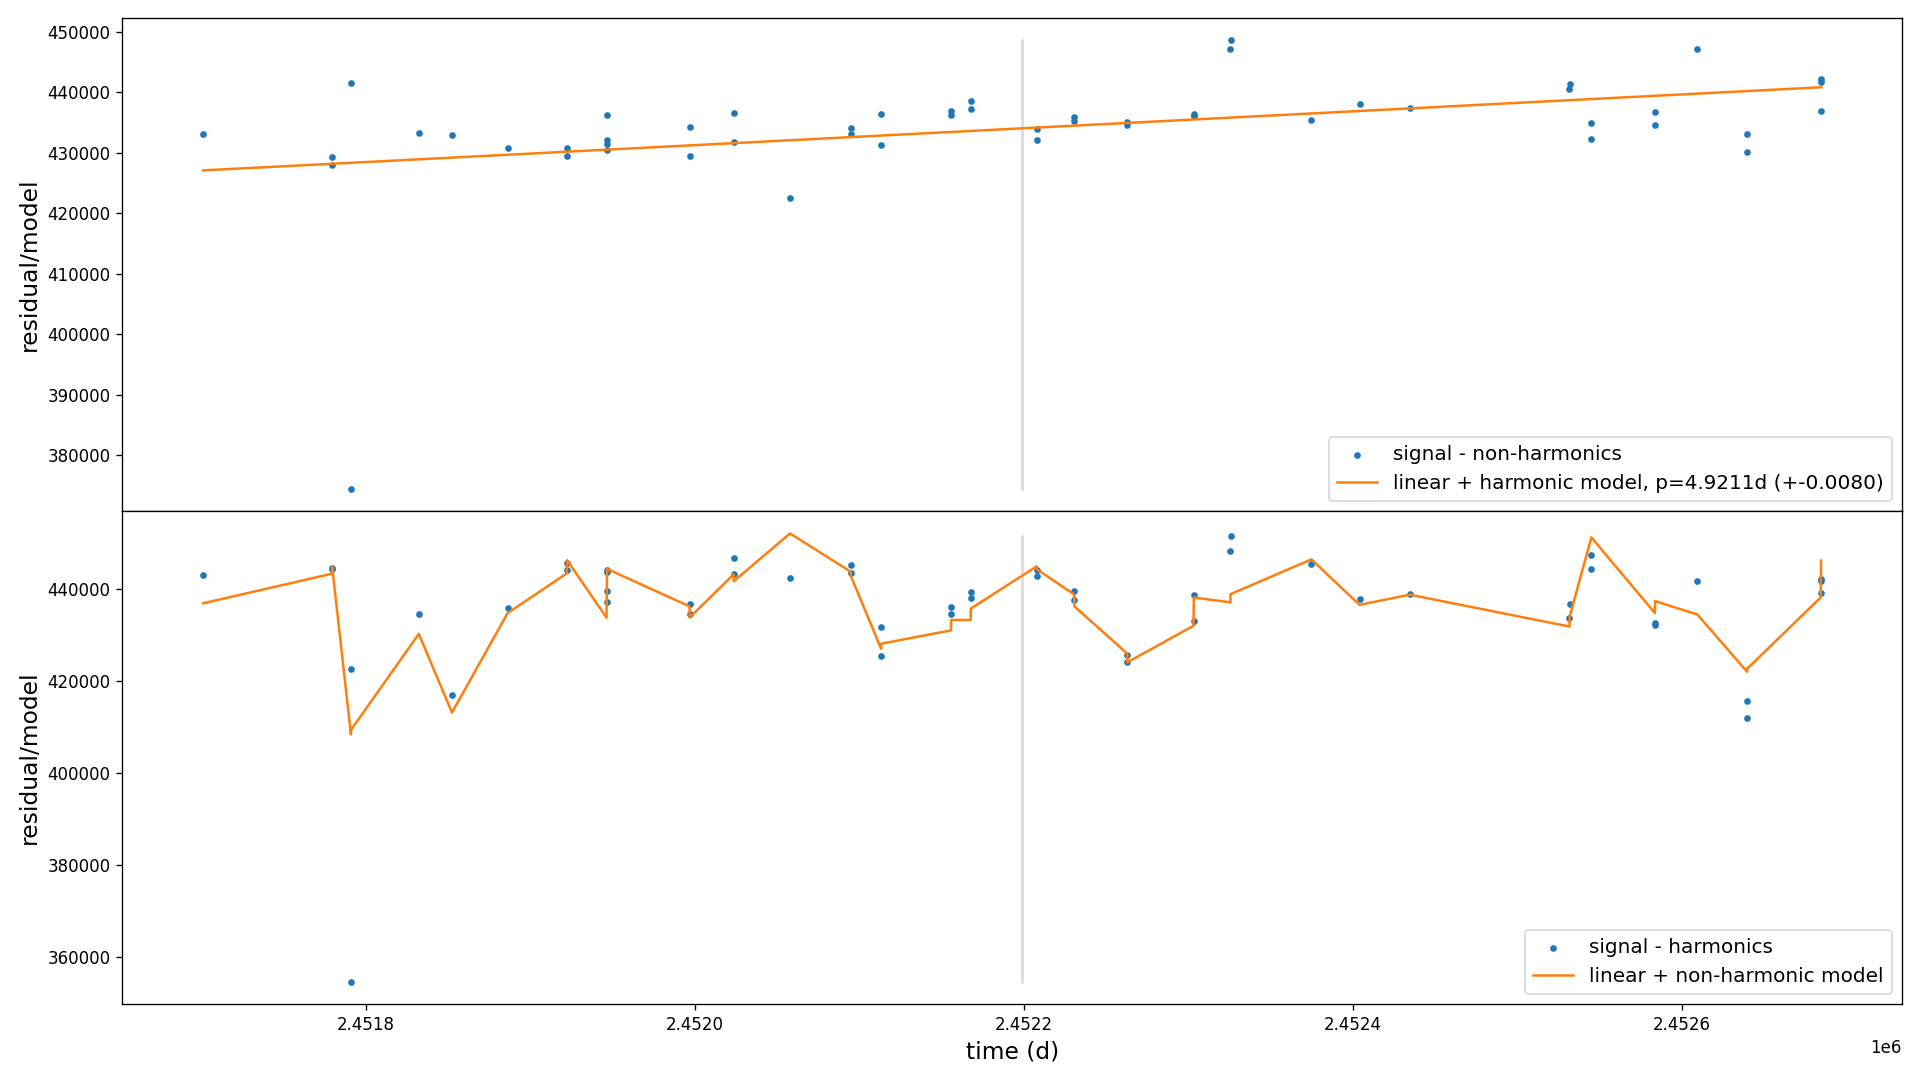 450000
440000
430000
420000
410000
400000
390000
380000
residual/model
signal - non-harmonics
linear + harmonic model, p=4.9211d (+-0.0080)
440000
420000
400000
380000
360000
residual/model
signal - harmonics
linear + non-harmonic model
2.4518 2.4520 2.4522 2.4524 2.4526
time (d)
1e6